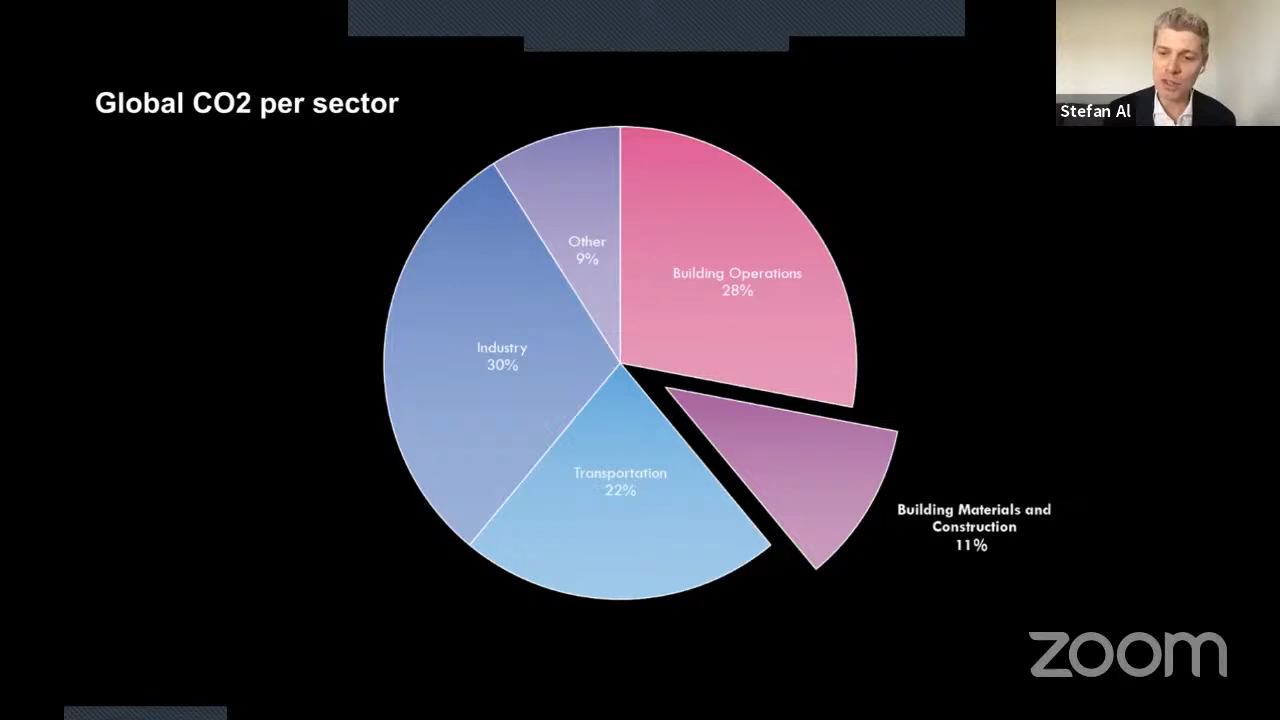 Global CO2 per sector
Stefan Al
Other
9%
Building Operations
28%
Industry
30%
Transportation
22%
Building Materials and
Construction
11%
zoom